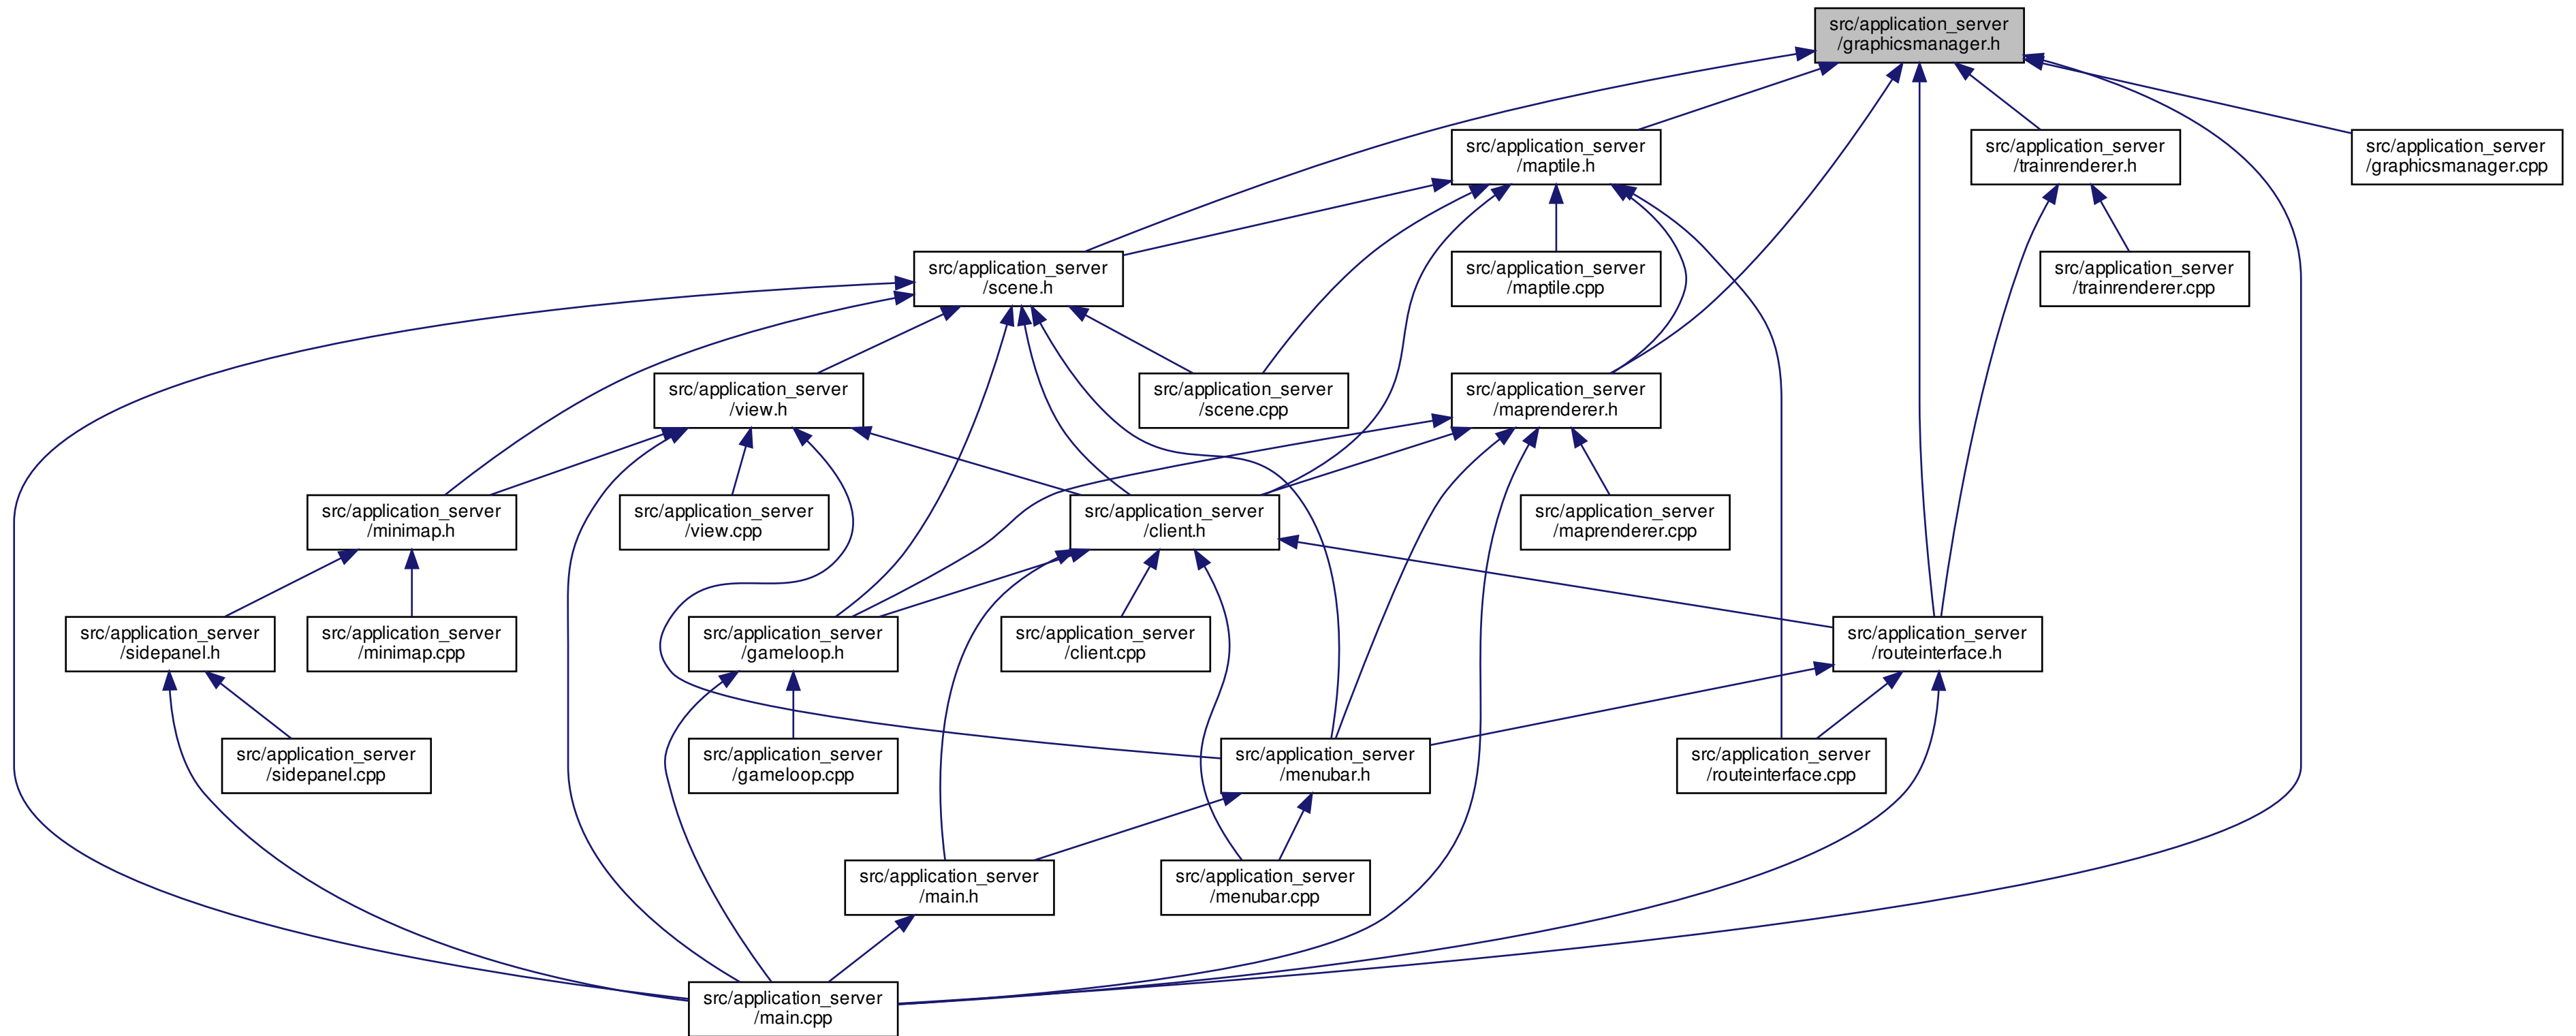 src/application_server
/graphicsmanager.h
src/application_server
/maptile.h
src/application_server
/trainrenderer.h
src/application_server
/graphicsmanager.cpp
src/application_server
/scene.h
src/application_server
/maptile.cpp
src/application_server
/trainrenderer.cpp
src/application_server
/view.h
src/application_server
/scene.cpp
src/application_server
/maprenderer.h
src/application_server
/minimap.h
src/application_server
/view.cpp
src/application_server
/client.h
src/application_server
/maprenderer.cpp
src/application_server
/sidepanel.h
src/application_server
/minimap.cpp
src/application_server
/gameloop.h
src/application_server
/client.cpp
src/application_server
/routeinterface.h
src/application_server
/sidepanel.cpp
src/application_server
/gameloop.cpp
src/application_server
/menubar.h
src/application_server
/routeinterface.cpp
src/application_server
/main.h
src/application_server
/menubar.cpp
src/application_server
/main.cpp